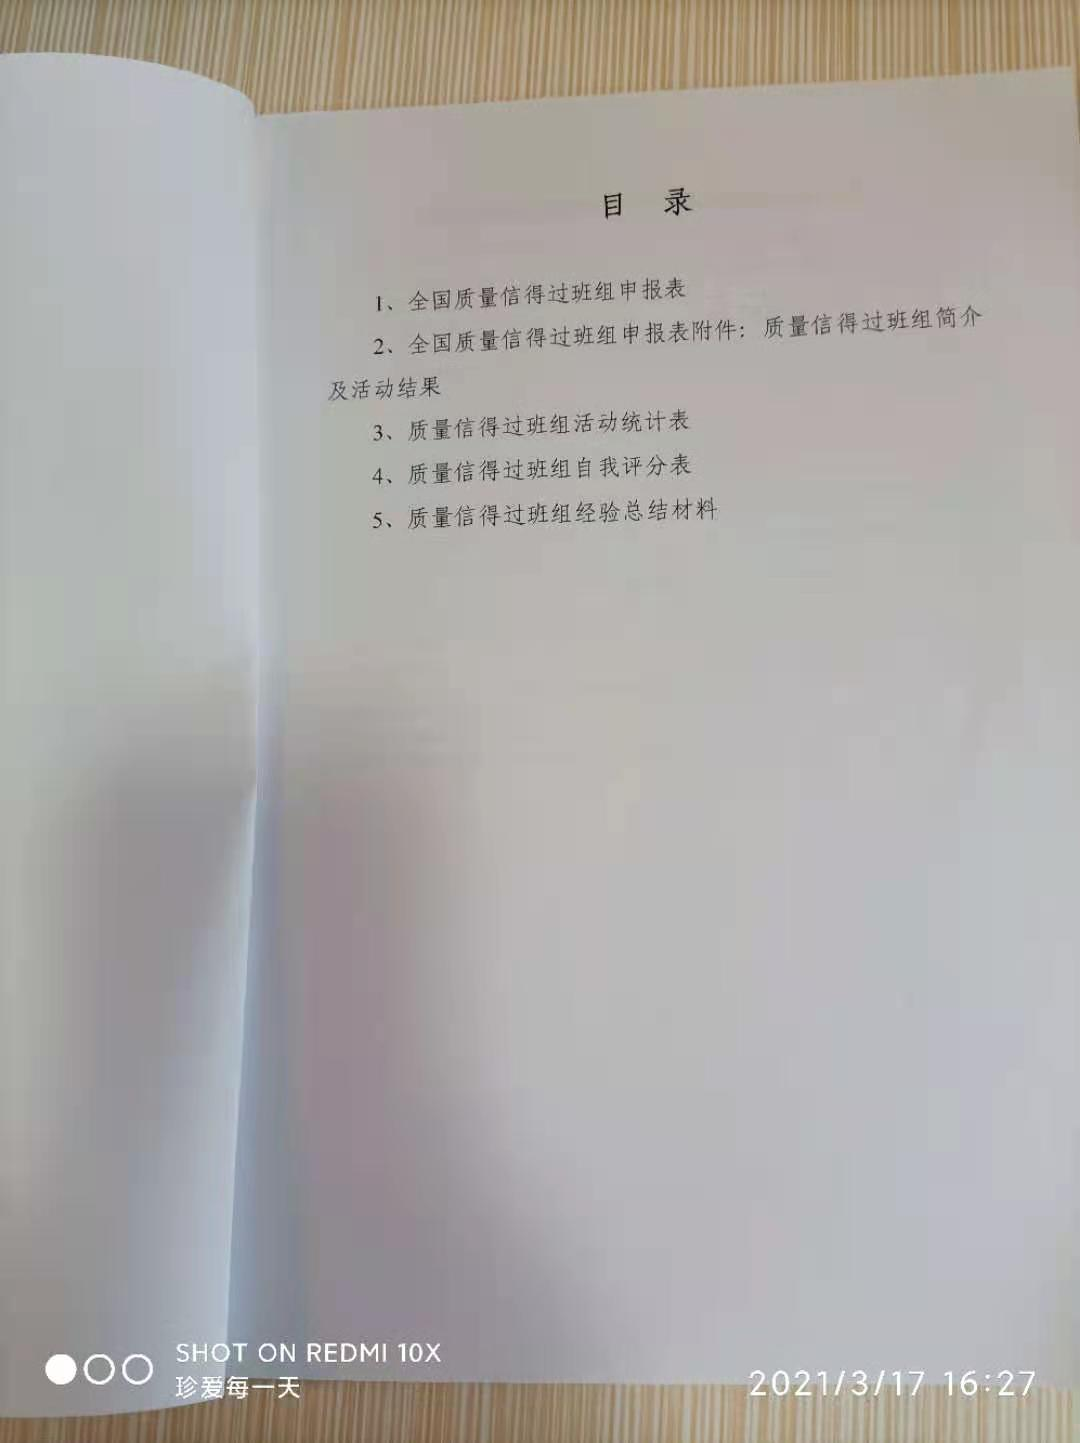 目 录
1、全国质量信得过班组申报表
2、全国质量信得过班组申报表附件：质量信得过班组简介
及活动结果
3、质量信得过班组活动统计表
4、质量信得过班组自我评分表
5、质量信得过班组经验总结材料
SHOT ON REDMI 10X
珍爱每一天
2021/3/17 16:27